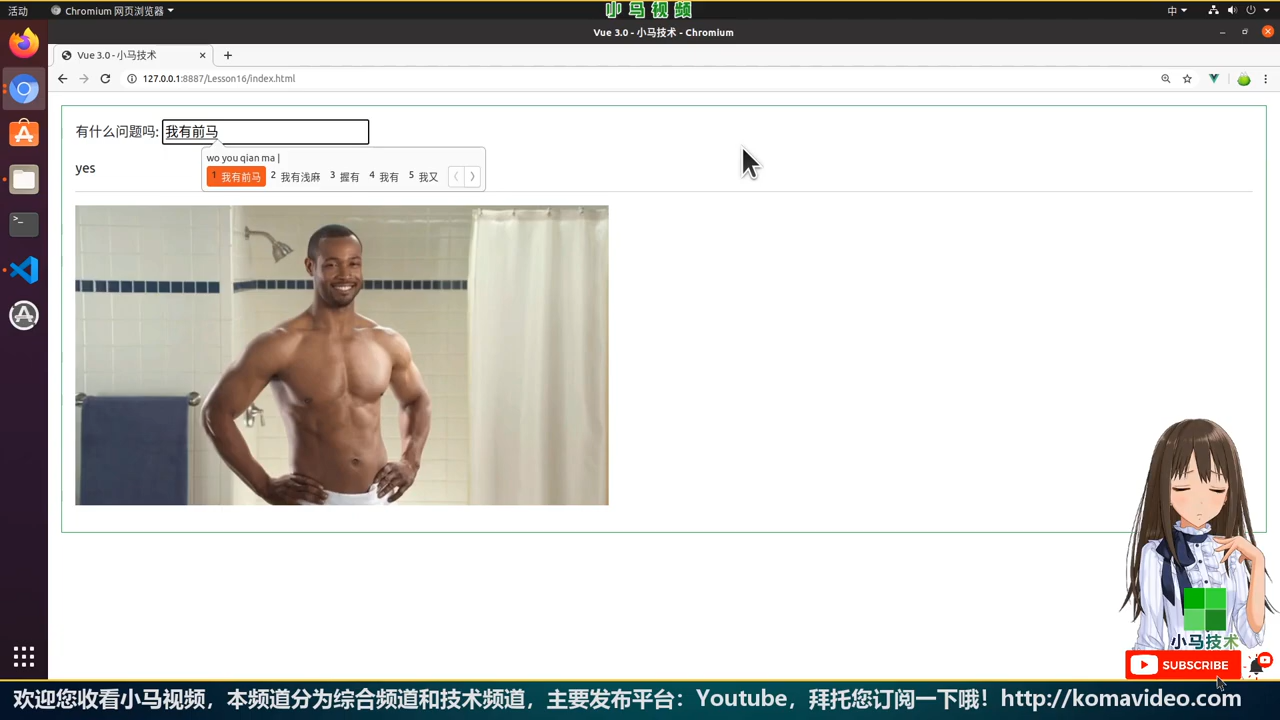 活动
Chromium 网页浏览器
小马视频
中
Vue 3.0 - 小马技术 - Chromium
Vue 3.0 - 小马技术
127.0.0.1:8887/Lesson16/index.html
有什么问题吗: 我有前马
wo you qian ma |
1 我有前马 2 我有浅麻 3 握有 4 我有 5 我又
yes
小马技术
SUBSCRIBE
欢迎您收看小马视频，本频道分为综合频道和技术频道，主要发布平台：Youtube，拜托您订阅一下哦！http://komavideo.com